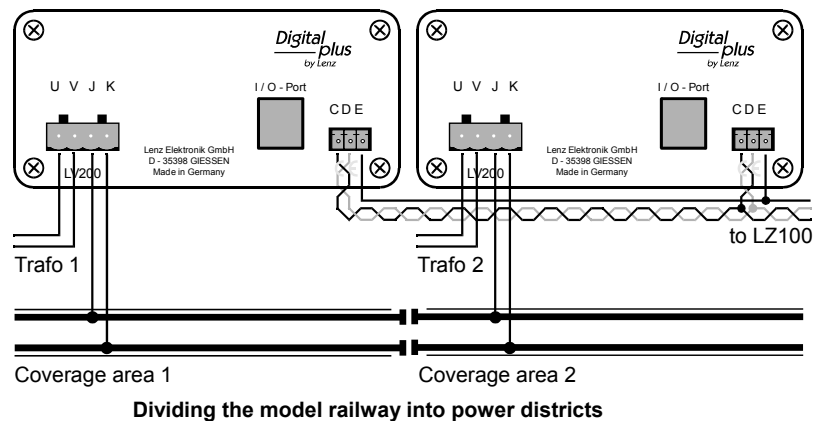 Digital
plus
by Lenz
U V J K
I / O - Port
C D E
Lenz Elektronik GmbH
D - 35398 GIESSEN
Made in Germany
LV200
Digital
plus
by Lenz
U V J K
I / O - Port
C D E
Lenz Elektronik GmbH
D - 35398 GIESSEN
Made in Germany
LV200
to LZ100
Trafo 1
Trafo 2
Coverage area 1
Coverage area 2
Dividing the model railway into power districts